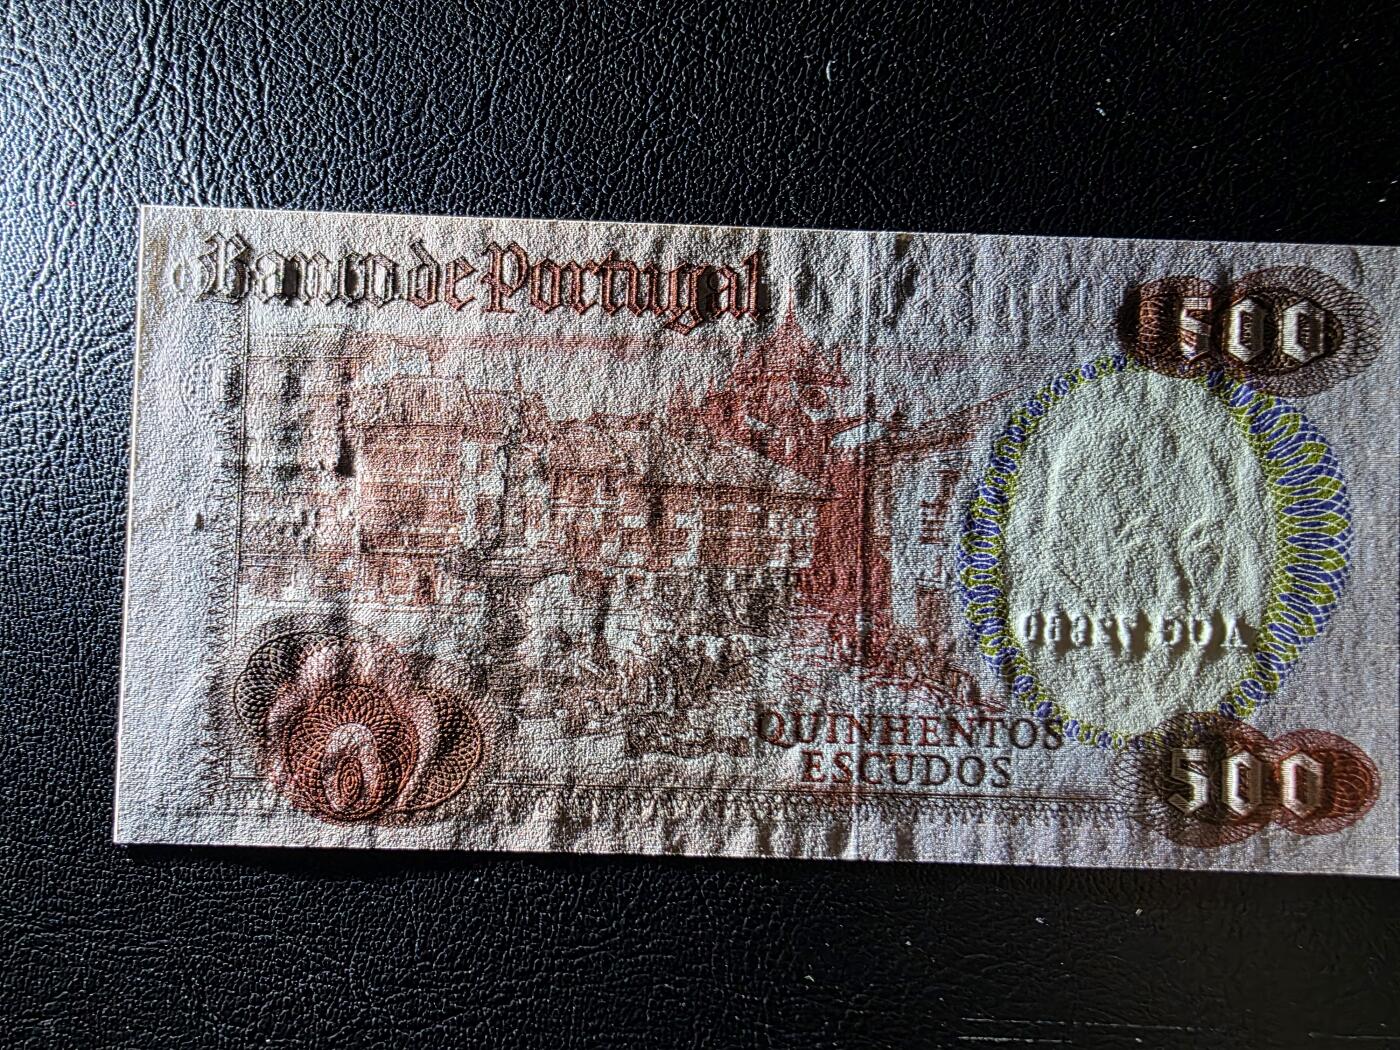 Banco de Portugal
500
QUINHENTOS
ESCUDOS
500